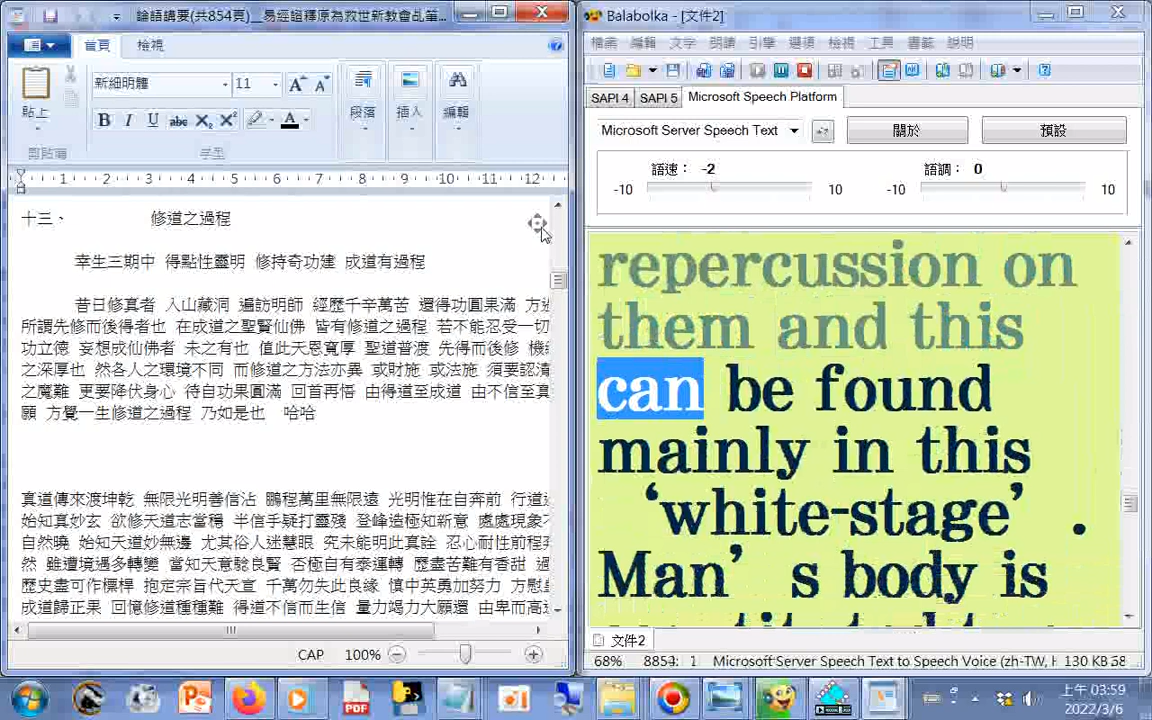 論語講要(共854頁)__易經證釋原為救世新教會乩筆...
首頁 檢視
新細明體 11
貼上
段落 插入 編輯
剪貼簿 字型
1 2 3 4 5 6 7 8 9 10 11 12
十三、 修道之過程
幸生三期中 得點性靈明 修持奇功建 成道有過程
昔日修真者 入山藏洞 遍訪明師 經歷千辛萬苦 還得功圓果滿 方
所謂先修而後得者也 在成道之聖賢仙佛 皆有修道之過程 若不能忍受一切
功立德 妄想成仙佛者 未之有也 值此天恩寬厚 聖道普渡 先得而後修 機
之深厚也 然各人之環境不同 而修道之方法亦異 或財施 或法施 須要認清
之魔難 更要降伏身心 待自功果圓滿 回首再悟 由得道至成道 由不信至真
願 方覺一生修道之過程 乃如是也 哈哈
真道傳來渡坤乾 無限光明善信沾 鵬程萬里無限遠 光明惟在自奔前 行道
始知真妙玄 欲修天道志當穩 半信半疑打靈殘 登峰造極知新意 處處現象
自然曉 始知天道妙無邊 尤其俗人迷慧眼 究未能明此真詮 忍心耐性前程
然 雖遭境遇多轉變 當知天意驗良賢 否極自有泰運轉 歷盡苦難有香甜
歷史盡可作標桿 抱定宗旨代天宣 千萬勿失此良緣 慎中英勇加努力 方慰
成道歸正果 回憶修道種種難 得道不信而生信 量力竭力大願還 由卑而高
CAP 100%
Balabolka - [文件2]
檔案 編輯 文字 朗讀 引擎 選項 檢視 工具 書籤 說明
SAPI 4 SAPI 5 Microsoft Speech Platform
Microsoft Server Speech Text 關於 預設
語速： -2 語調： 0
-10 10 -10 10
repercussion on
them and this
can be found
mainly in this
‘white-stage’ .
Man’ s body is
文件2
68% 8854: 1 Microsoft Server Speech Text to Speech Voice (zh-TW, H 130 KB 58
上午 03:59
2022/3/6